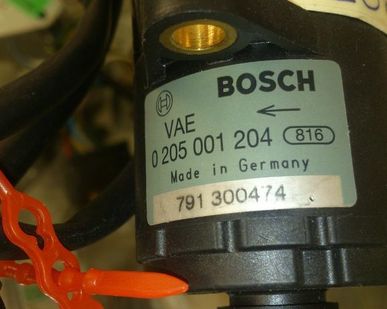 BOSCH
VAE
0 205 001 204 816
Made in Germany
791 300474